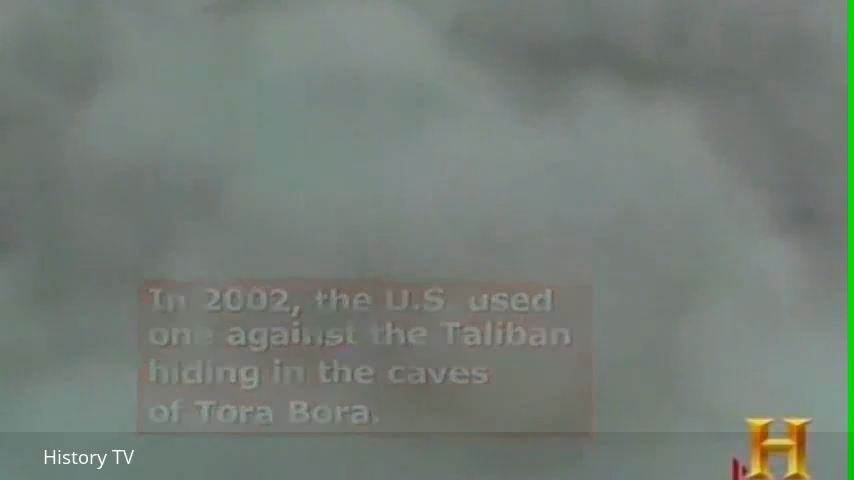 In 2002, the U.S. used
one against the Taliban
hiding in the caves
of Tora Bora.
History TV
H